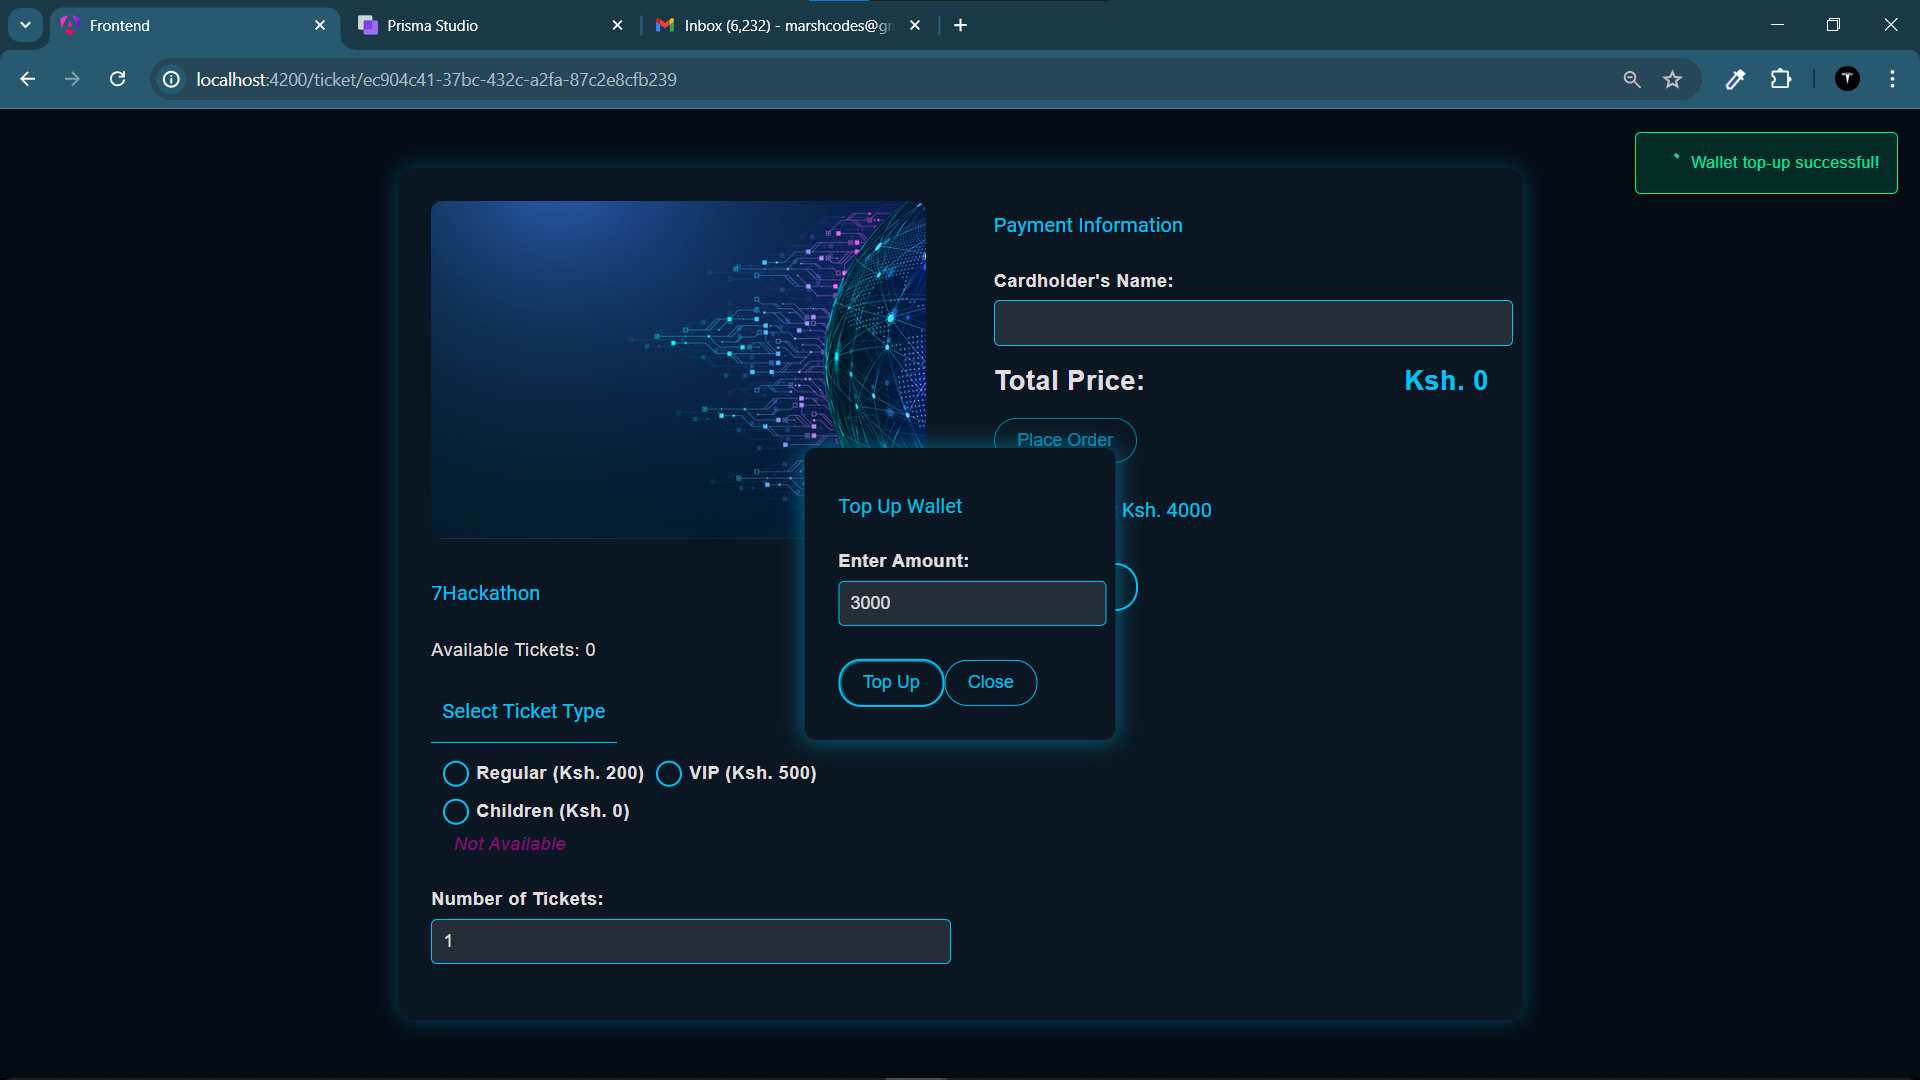 Frontend
Prisma Studio
Inbox (6,232) - marshcodes@gm
localhost:4200/ticket/ec904c41-37bc-432c-a2fa-87c2e8cfb239
Wallet top-up successful!
Payment Information
Cardholder's Name:
Total Price: Ksh. 0
Place Order
: Ksh. 4000
Top Up Wallet
Enter Amount:
3000
Top Up Close
7Hackathon
Available Tickets: 0
Select Ticket Type
Regular (Ksh. 200) VIP (Ksh. 500)
Children (Ksh. 0)
Not Available
Number of Tickets:
1